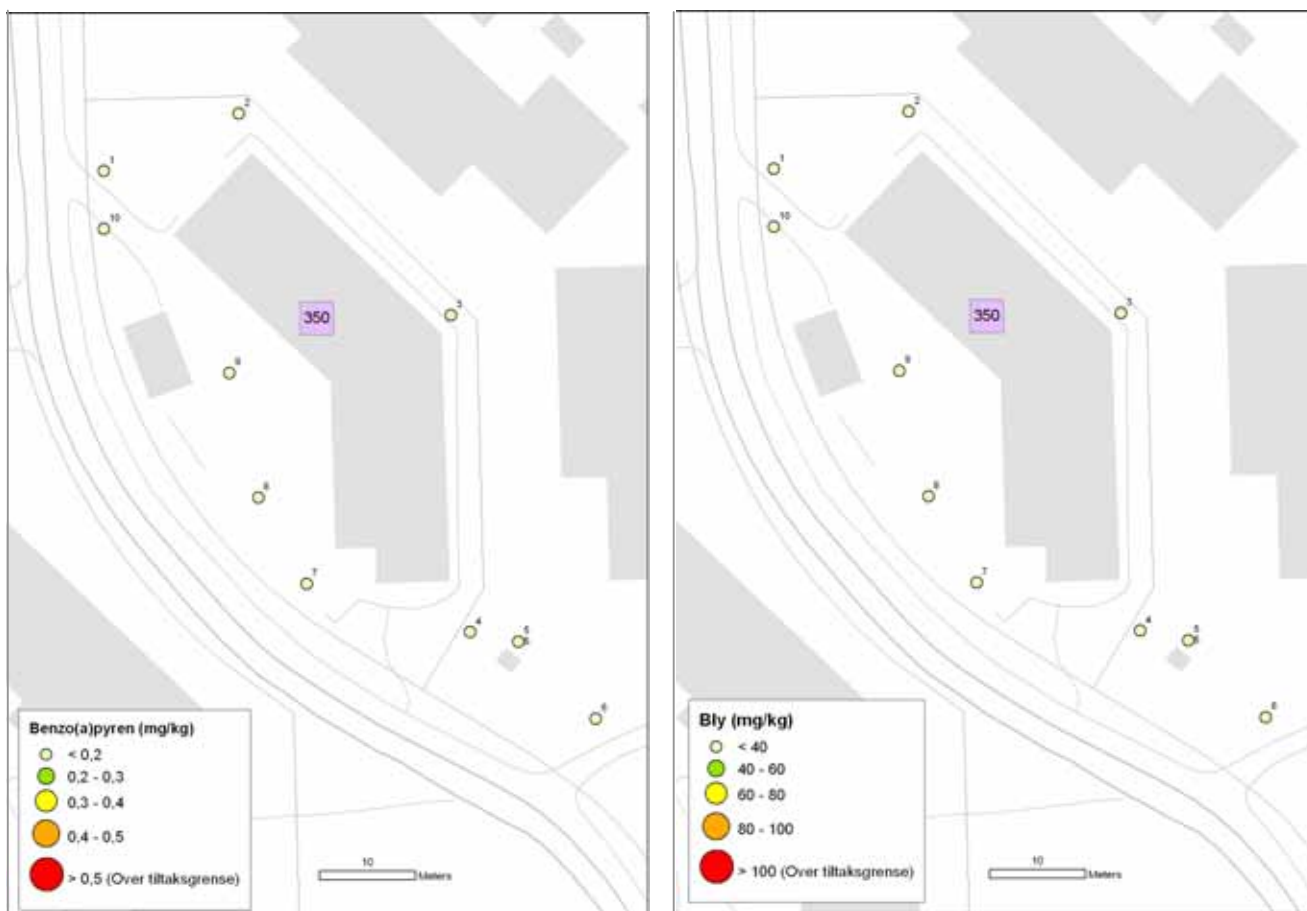 2
1
10
350
3
9
8
7
4
5
6
Benzo(a)pyren (mg/kg)
< 0,2
0,2 - 0,3
0,3 - 0,4
0,4 - 0,5
> 0,5 (Over tiltaksgrense)
10
Meters
2
1
10
350
3
9
8
7
4
5
6
Bly (mg/kg)
< 40
40 - 60
60 - 80
80 - 100
> 100 (Over tiltaksgrense)
10
Meters